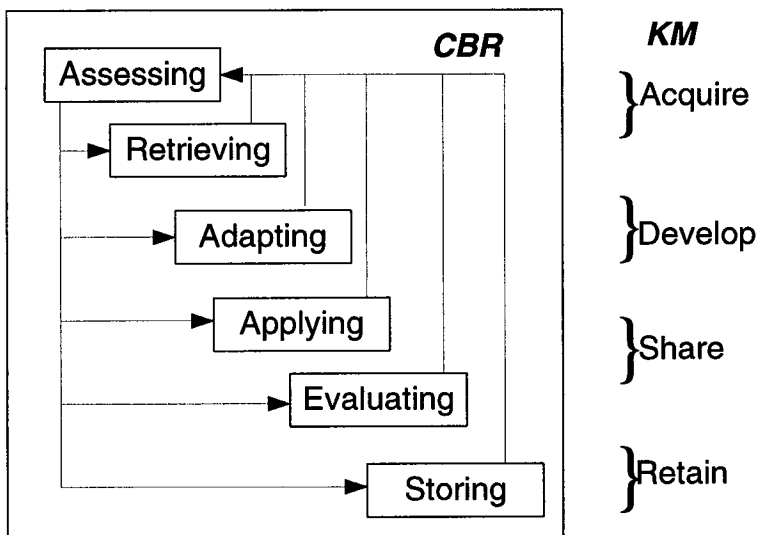 CBR
KM
Assessing
Acquire
Retrieving
Adapting
Develop
Applying
Share
Evaluating
Storing
Retain